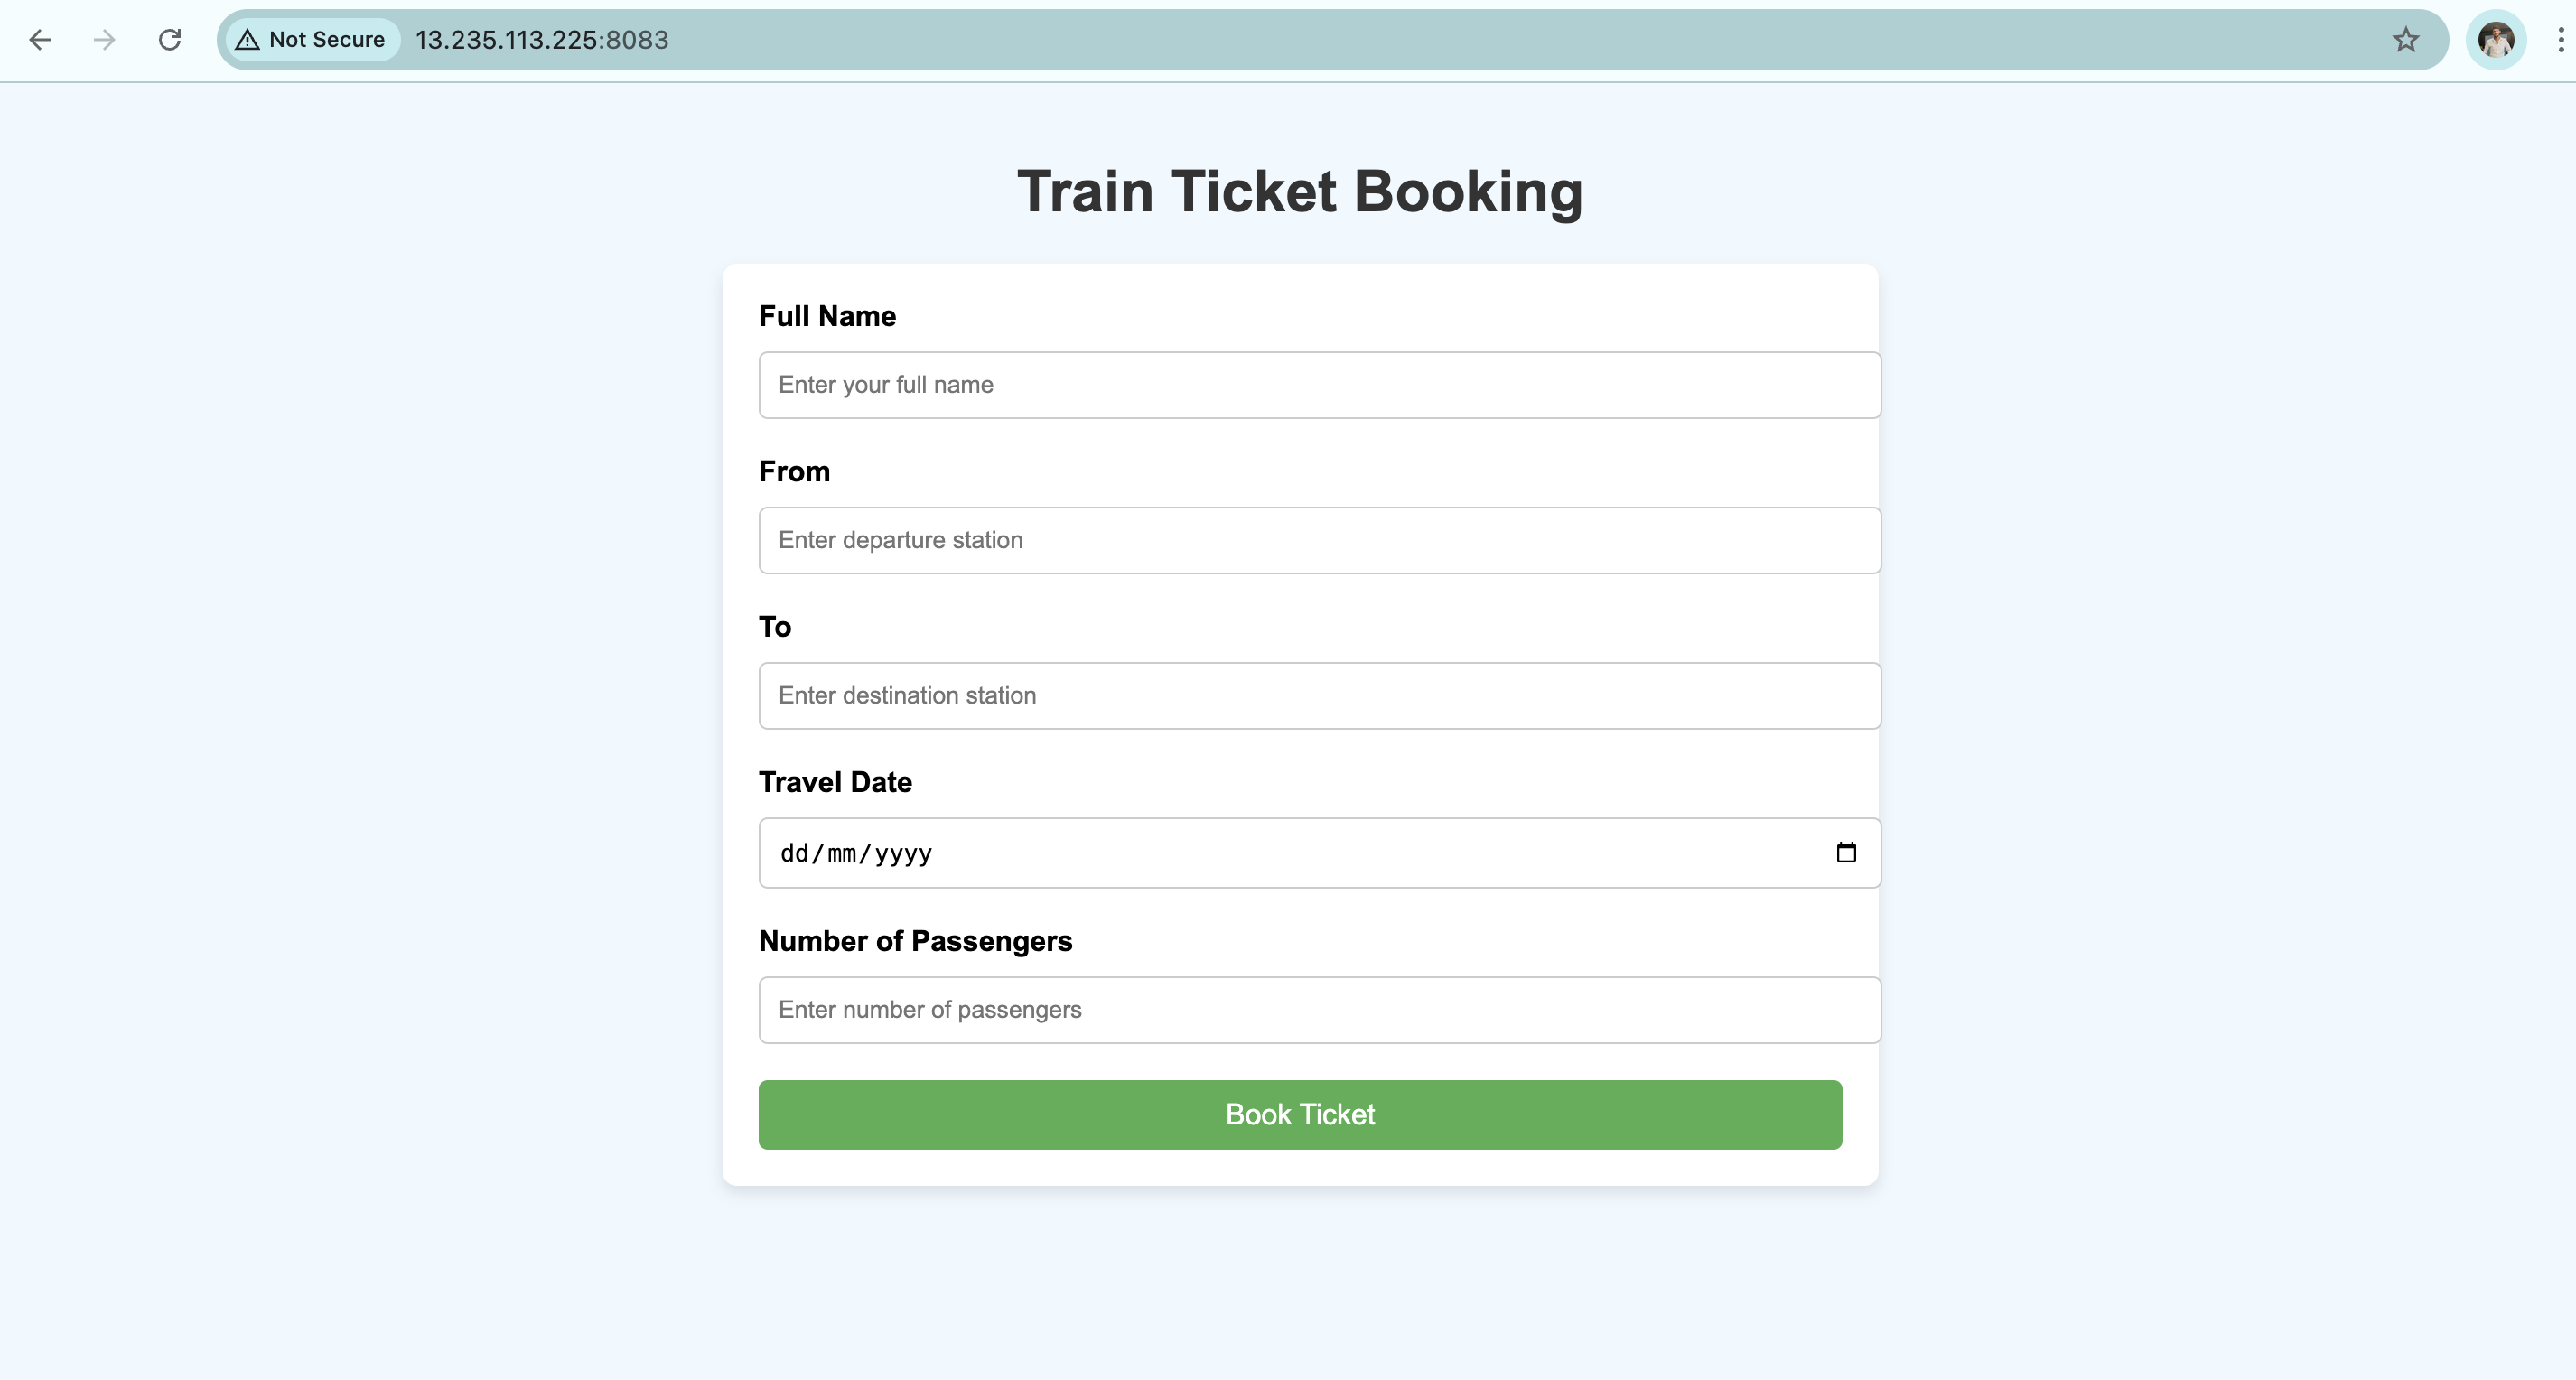 Not Secure 13.235.113.225:8083
Train Ticket Booking
Full Name
Enter your full name
From
Enter departure station
To
Enter destination station
Travel Date
dd/mm/yyyy
Number of Passengers
Enter number of passengers
Book Ticket